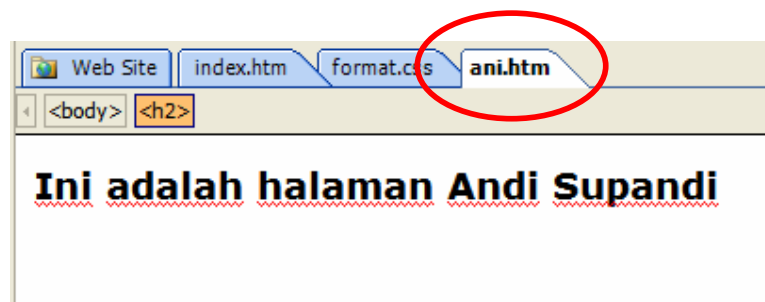 Web Site index.htm format.css ani.htm
<body> <h2>
Ini adalah halaman Andi Supandi